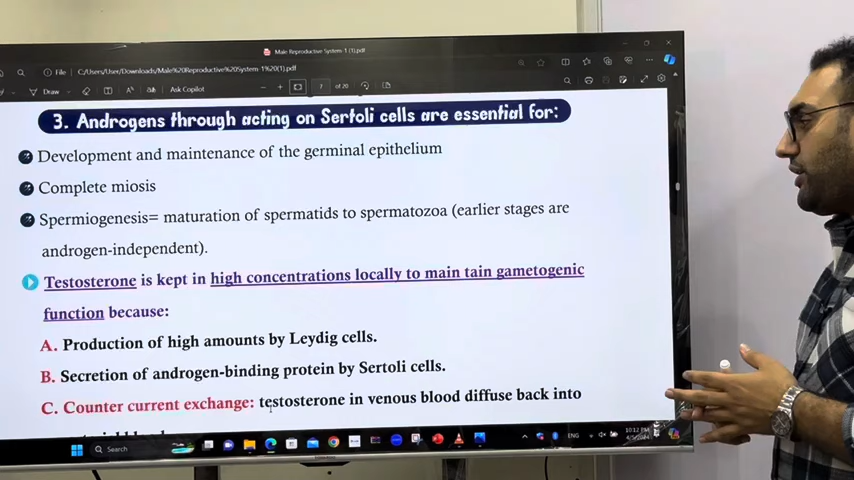 Male Reproductive System-1 (1).pdf
File C:/Users/User/Downloads/Male%20Reproductive%20System-1%20(1).pdf
Draw
Ask Copilot
7 of 20
3. Androgens through acting on Sertoli cells are essential for:
Development and maintenance of the germinal epithelium
Complete miosis
Spermiogenesis= maturation of spermatids to spermatozoa (earlier stages are
androgen-independent).
Testosterone is kept in high concentrations locally to main tain gametogenic
function because:
A. Production of high amounts by Leydig cells.
B. Secretion of androgen-binding protein by Sertoli cells.
C. Counter current exchange: testosterone in venous blood diffuse back into
Search
ENG
10:12 PM